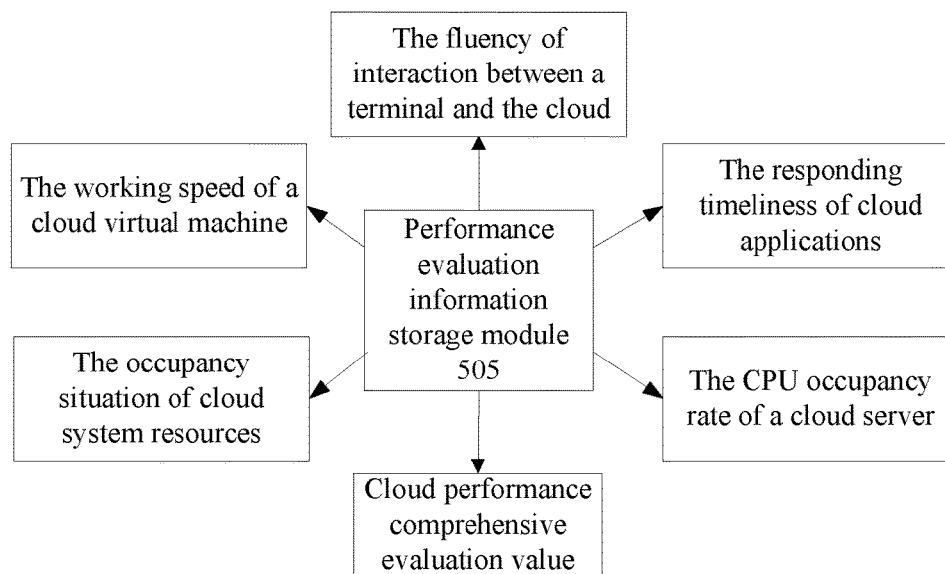 The fluency of
interaction between a
terminal and the cloud
The working speed of a
cloud virtual machine
The responding
timeliness of cloud
applications
Performance
evaluation
information
storage module
505
The occupancy
situation of cloud
system resources
The CPU occupancy
rate of a cloud server
Cloud performance
comprehensive
evaluation value